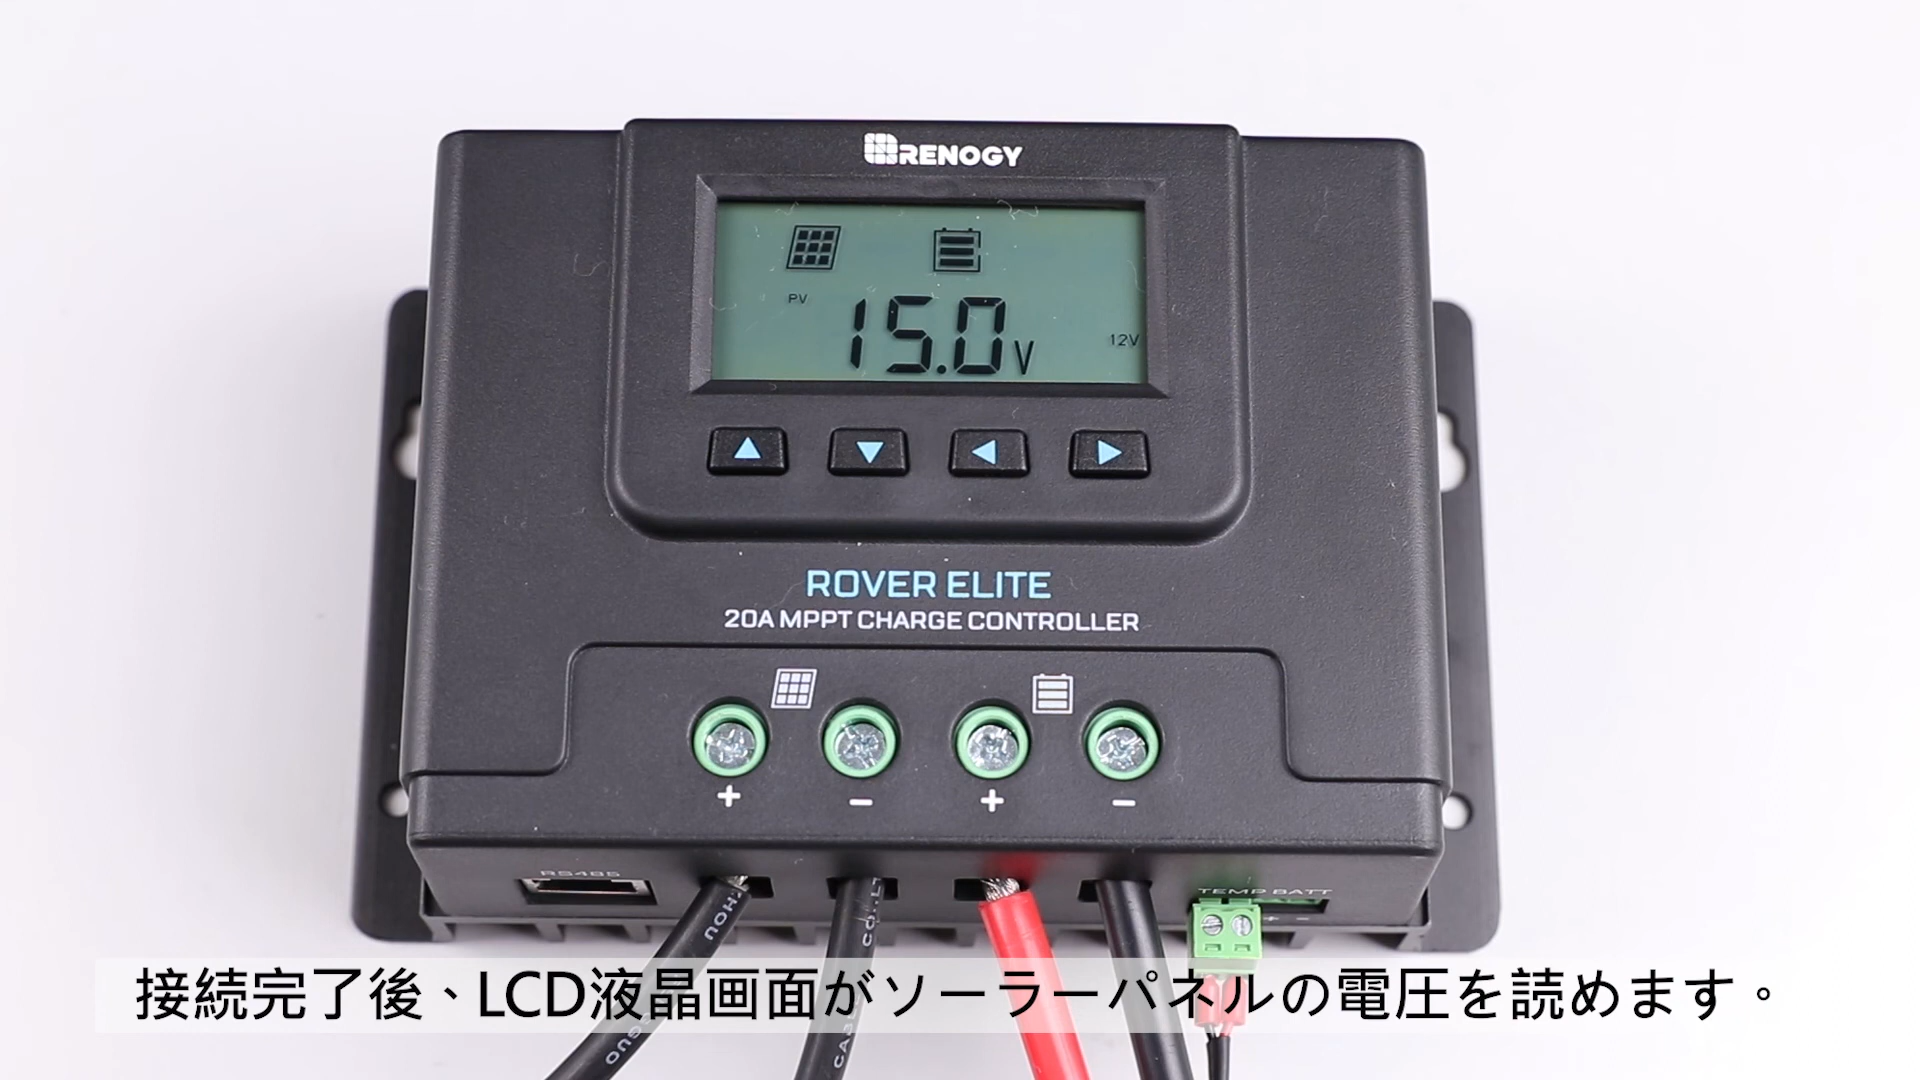 RENOGY
PV
15.0V
12V
ROVER ELITE
20A MPPT CHARGE CONTROLLER
+ − + −
RS485
TEMP BATT
+ −
接続完了後、LCD液晶画面がソーラーパネルの電圧を読めます。